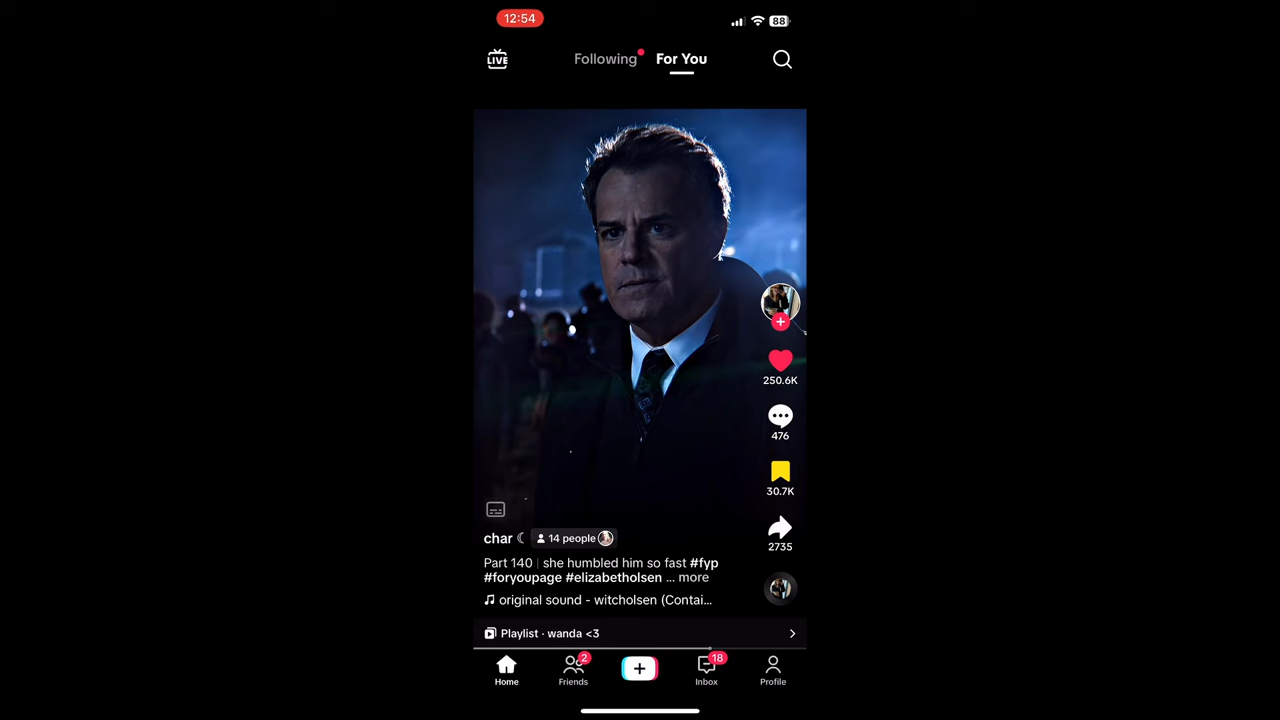 12:54
88
LIVE
Following
For You
250.6K
476
30.7K
2735
char ☾
14 people
Part 140 | she humbled him so fast #fyp
#foryoupage #elizabetholsen ... more
original sound - witcholsen (Contai...
Playlist · wanda <3
2
18
Home
Friends
Inbox
Profile